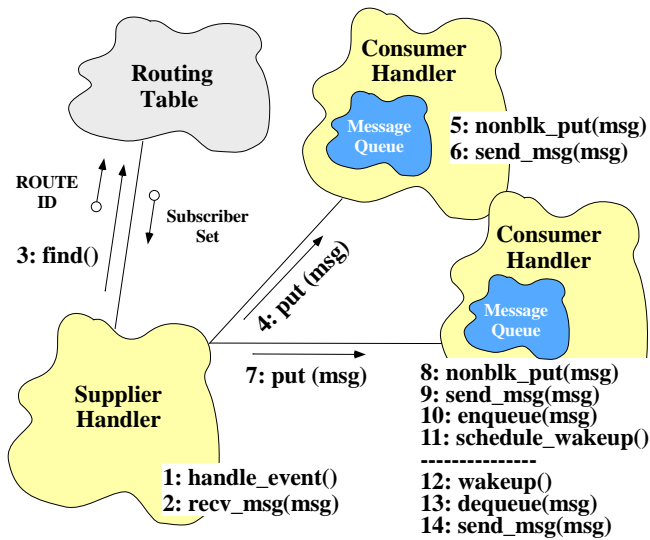 Routing
Table
Consumer
Handler
Message
Queue
5: nonblk_put(msg)
6: send_msg(msg)
ROUTE
ID
Subscriber
Set
3: find()
4: put (msg)
Consumer
Handler
Message
Queue
7: put (msg)
Supplier
Handler
1: handle_event()
2: recv_msg(msg)
8: nonblk_put(msg)
9: send_msg(msg)
10: enqueue(msg)
11: schedule_wakeup()
---------------
12: wakeup()
13: dequeue(msg)
14: send_msg(msg)